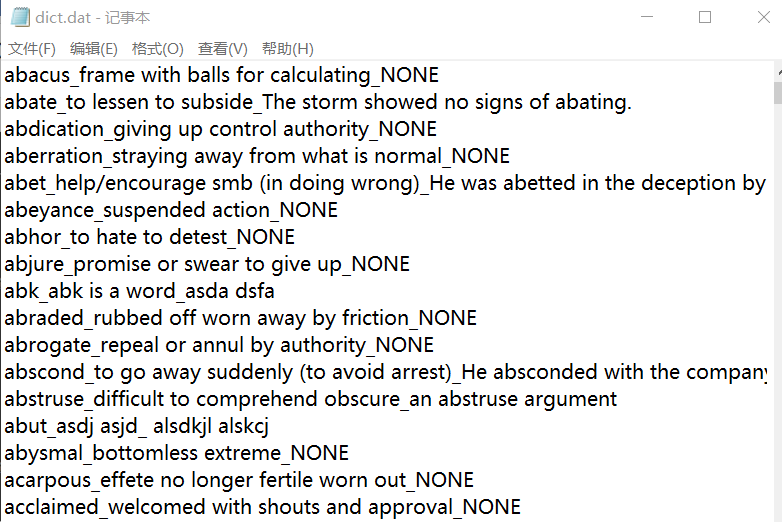 dict.dat - 记事本
文件(F) 编辑(E) 格式(O) 查看(V) 帮助(H)
abacus_frame with balls for calculating_NONE
abate_to lessen to subside_The storm showed no signs of abating.
abdication_giving up control authority_NONE
aberration_straying away from what is normal_NONE
abet_help/encourage smb (in doing wrong)_He was abetted in the deception by
abeyance_suspended action_NONE
abhor_to hate to detest_NONE
abjure_promise or swear to give up_NONE
abk_abk is a word_asda dsfa
abraded_rubbed off worn away by friction_NONE
abrogate_repeal or annul by authority_NONE
abscond_to go away suddenly (to avoid arrest)_He absconded with the company
abstruse_difficult to comprehend obscure_an abstruse argument
abut_asdj asjd_ alsdkjl alskcj
abysmal_bottomless extreme_NONE
acarpous_effete no longer fertile worn out_NONE
acclaimed_welcomed with shouts and approval_NONE